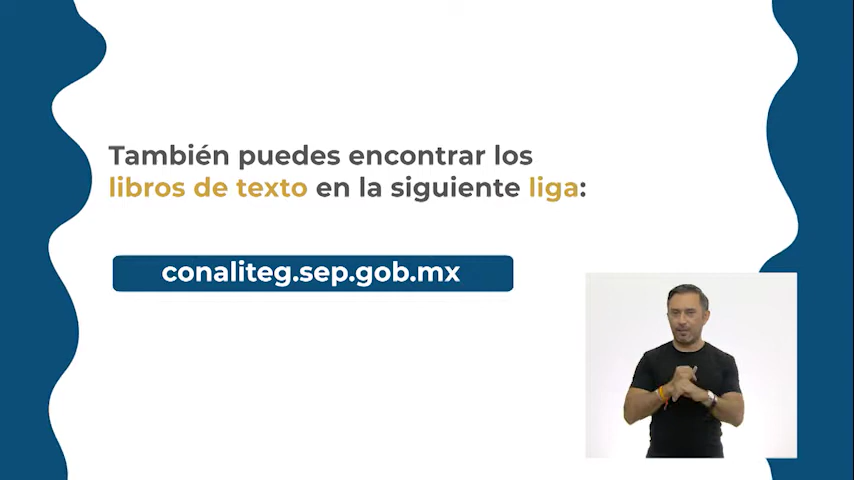 También puedes encontrar los
libros de texto en la siguiente liga:
conaliteg.sep.gob.mx